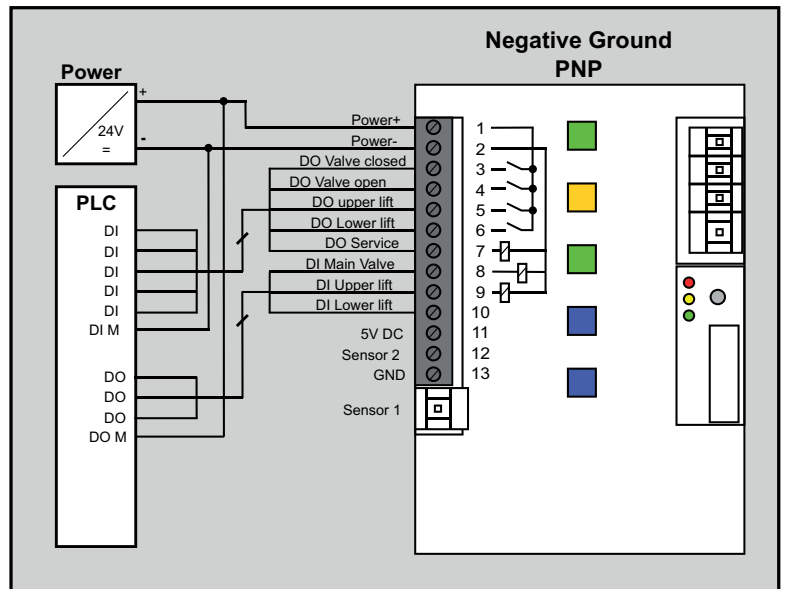 Negative Ground
PNP
Power
+
-
24V
=
PLC
DI
DI
DI
DI
DI
DI M
DO
DO
DO
DO M
Power+
Power-
DO Valve closed
DO Valve open
DO upper lift
DO Lower lift
DO Service
DI Main Valve
DI Upper lift
DI Lower lift
5V DC
Sensor 2
GND
Sensor 1
1
2
3
4
5
6
7
8
9
10
11
12
13